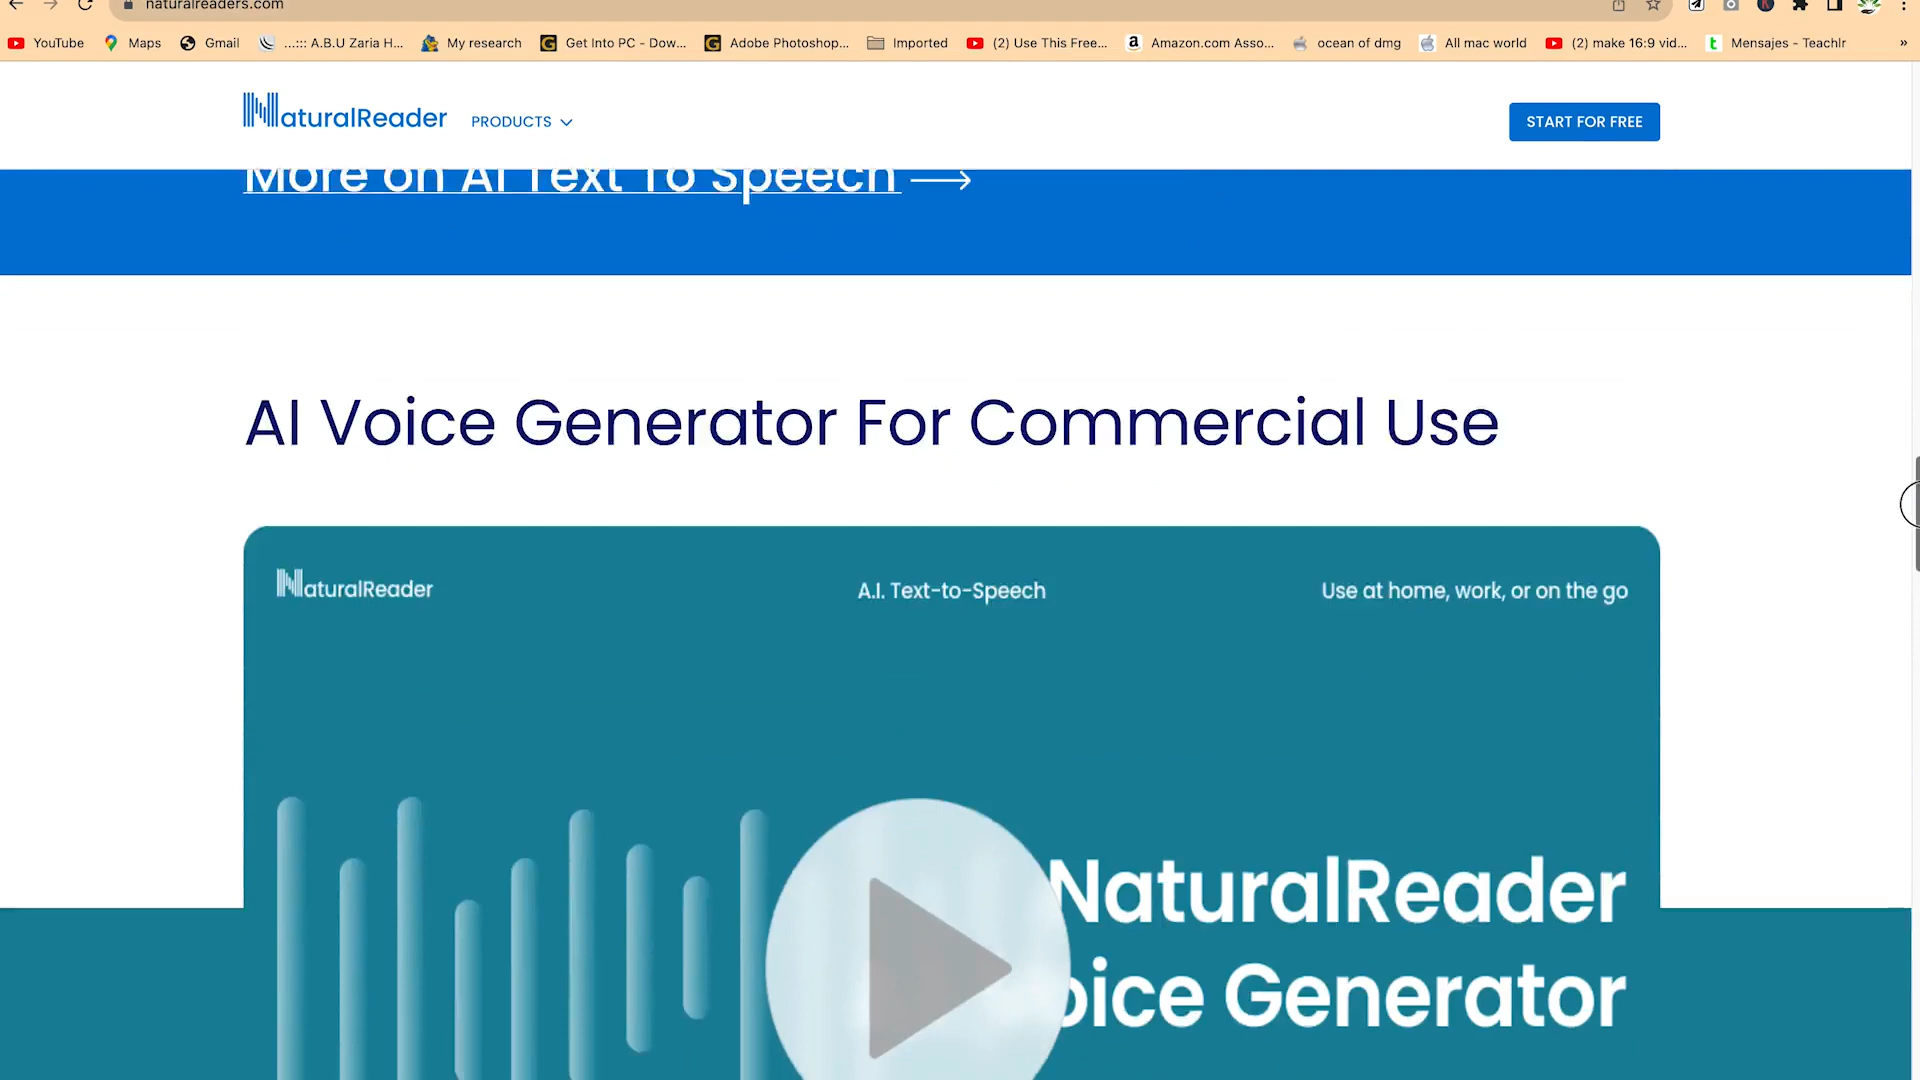 naturalreaders.com
YouTube Maps Gmail ...::: A.B.U Zaria H... My research Get Into PC - Dow... Adobe Photoshop... Imported (2) Use This Free... Amazon.com Asso... ocean of dmg All mac world (2) make 16:9 vid... Mensajes - Teachlr »
NaturalReader PRODUCTS START FOR FREE
More on AI Text To Speech
AI Voice Generator For Commercial Use
NaturalReader A.I. Text-to-Speech Use at home, work, or on the go
NaturalReader
oice Generator